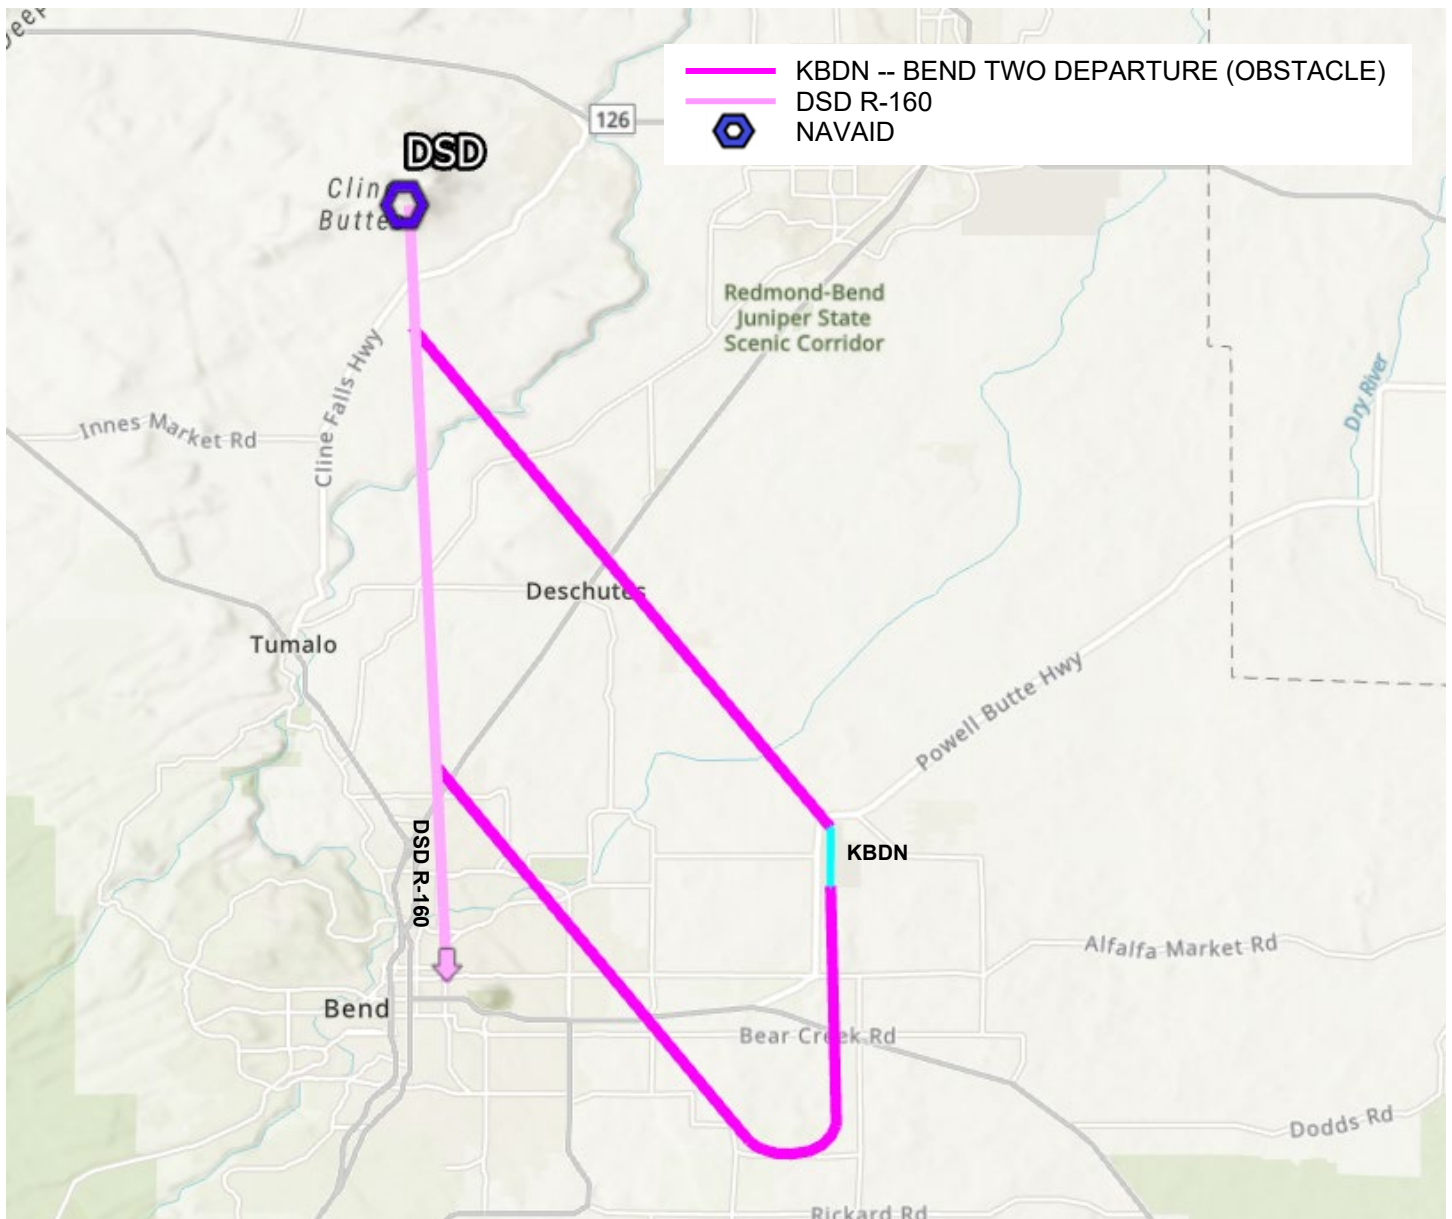 Deep
KBDN -- BEND TWO DEPARTURE (OBSTACLE)
DSD R-160
NAVAID
126
DSD
Cline
Butte
Redmond-Bend
Juniper State
Scenic Corridor
Cline Falls Hwy
Innes Market Rd
Dry River
Deschutes
Tumalo
Powell Butte Hwy
DSD R-160
KBDN
Alfalfa Market Rd
Bend
Bear Creek Rd
Dodds Rd
Rickard Rd